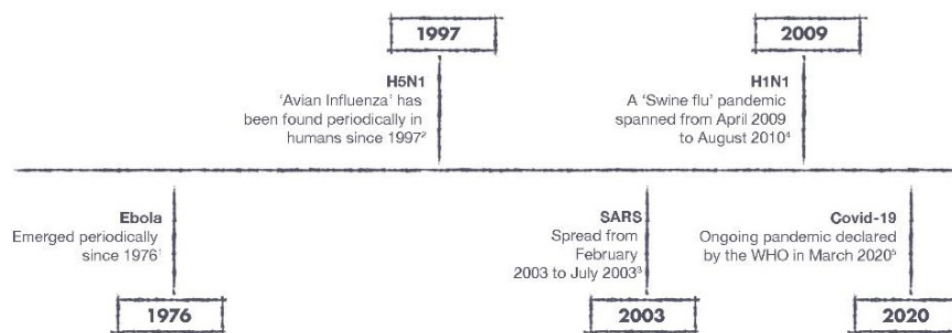 1997
H5N1
'Avian Influenza' has
been found periodically in
humans since 1997²
2009
H1N1
A 'Swine flu' pandemic
spanned from April 2009
to August 2010⁴
Ebola
Emerged periodically
since 1976¹
1976
SARS
Spread from
February
2003 to July 2003³
2003
Covid-19
Ongoing pandemic declared
by the WHO in March 2020⁵
2020